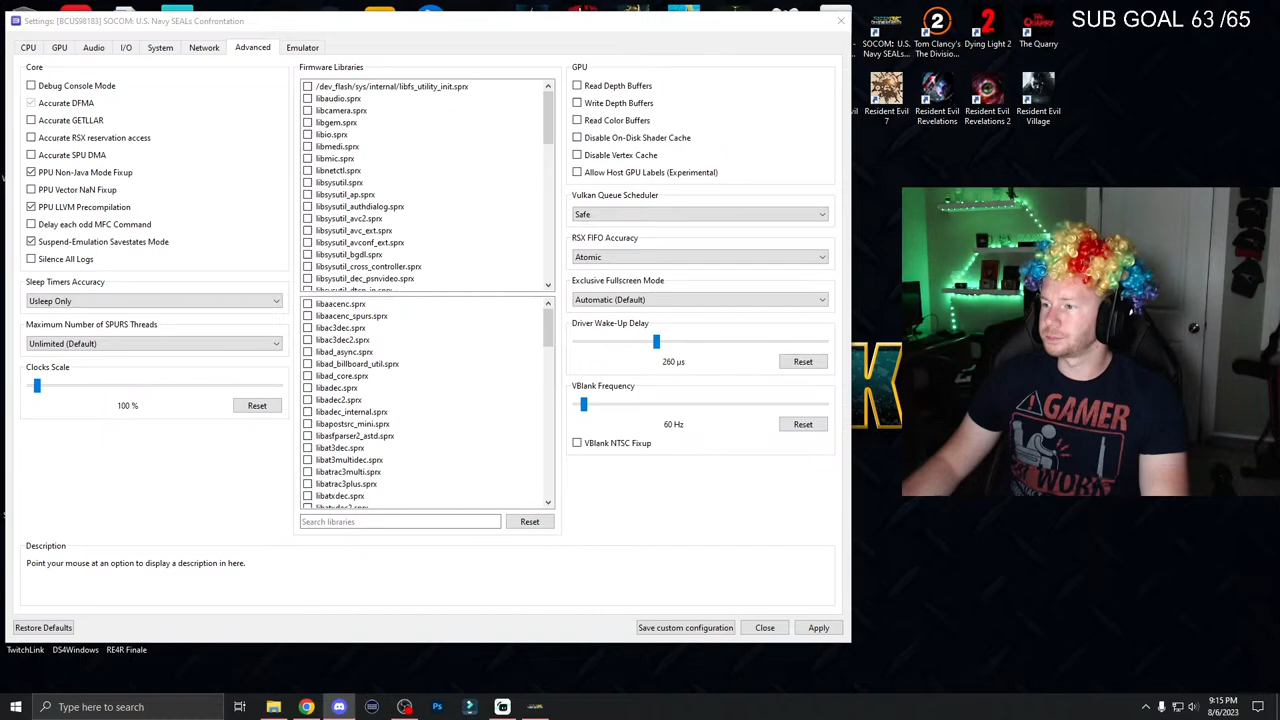 Settings: [BCUS98183] SOCOM: U.S. Navy SEALs Confrontation
SUB GOAL 63 /65
CPU
GPU
Audio
I/O
System
Network
Advanced
Emulator
Core
Debug Console Mode
Accurate DFMA
Accurate GETLLAR
Accurate RSX reservation access
Accurate SPU DMA
PPU Non-Java Mode Fixup
PPU Vector NaN Fixup
PPU LLVM Precompilation
Delay each odd MFC Command
Suspend-Emulation Savestates Mode
Silence All Logs
Sleep Timers Accuracy
Usleep Only
Maximum Number of SPURS Threads
Unlimited (Default)
Clocks Scale
100 %
Reset
Firmware Libraries
/dev_flash/sys/internal/libfs_utility_init.sprx
libaudio.sprx
libcamera.sprx
libgem.sprx
libio.sprx
libmedi.sprx
libmic.sprx
libnetctl.sprx
libsysutil.sprx
libsysutil_ap.sprx
libsysutil_authdialog.sprx
libsysutil_avc2.sprx
libsysutil_avc_ext.sprx
libsysutil_avconf_ext.sprx
libsysutil_bgdl.sprx
libsysutil_cross_controller.sprx
libsysutil_dec_psnvideo.sprx
libsysutil_dtcp_ip.sprx
libaacenc.sprx
libaacenc_spurs.sprx
libac3dec.sprx
libac3dec2.sprx
libad_async.sprx
libad_billboard_util.sprx
libad_core.sprx
libadec.sprx
libadec2.sprx
libadec_internal.sprx
libapostsrc_mini.sprx
libasfparser2_astd.sprx
libat3dec.sprx
libat3multidec.sprx
libatrac3multi.sprx
libatrac3plus.sprx
libatxdec.sprx
libatxdec2.sprx
Search libraries
Reset
GPU
Read Depth Buffers
Write Depth Buffers
Read Color Buffers
Disable On-Disk Shader Cache
Disable Vertex Cache
Allow Host GPU Labels (Experimental)
Vulkan Queue Scheduler
Safe
RSX FIFO Accuracy
Atomic
Exclusive Fullscreen Mode
Automatic (Default)
Driver Wake-Up Delay
260 µs
Reset
VBlank Frequency
60 Hz
Reset
VBlank NTSC Fixup
Description
Point your mouse at an option to display a description in here.
Restore Defaults
Save custom configuration
Close
Apply
SOCOM: U.S. Navy SEALs...
Tom Clancy's The Divisio...
Dying Light 2
The Quarry
Resident Evil 7
Resident Evil Revelations
Resident Evil Revelations 2
Resident Evil Village
GAMER
WORK
TwitchLink
DS4Windows
RE4R Finale
Type here to search
9:15 PM
8/6/2023